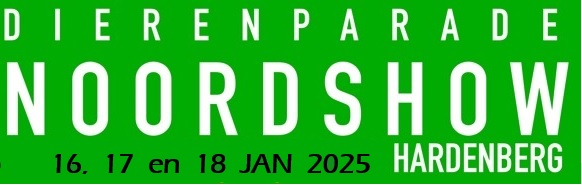 DIERENPARADE
NOORDSHOW
16, 17 en 18 JAN 2025 HARDENBERG